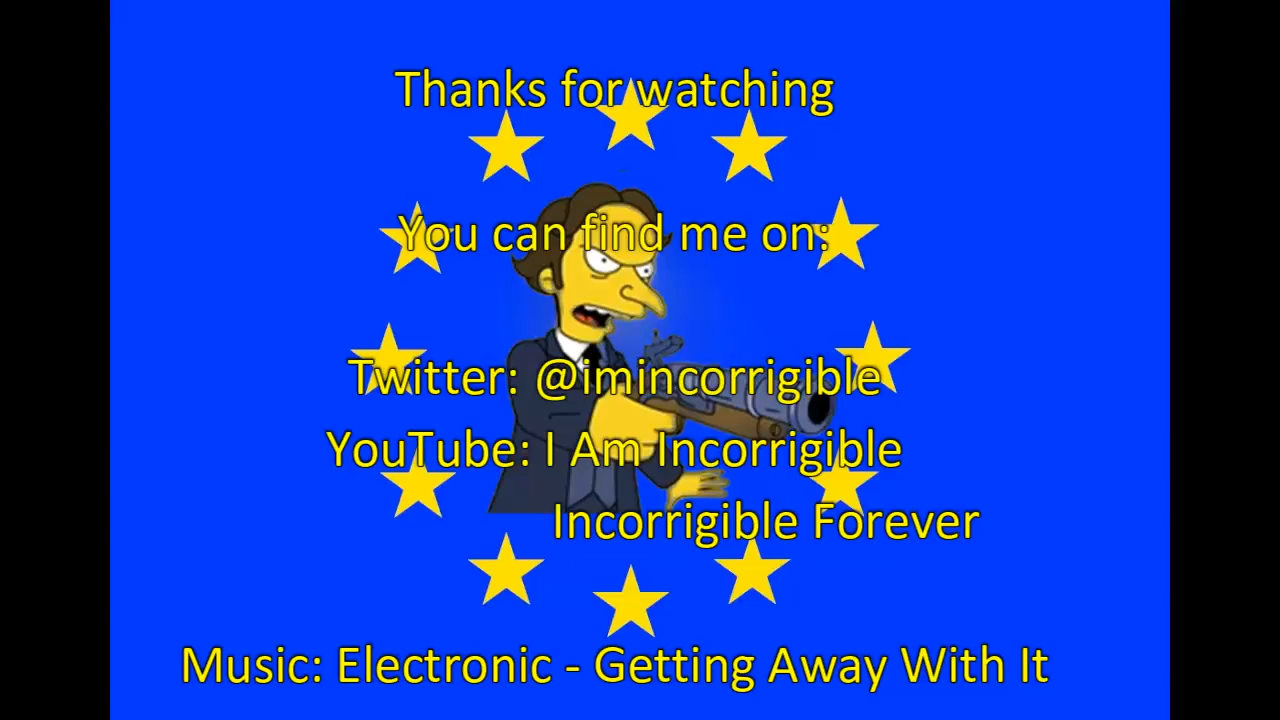 Thanks for watching
You can find me on:
Twitter: @imincorrigible
YouTube: I Am Incorrigible
Incorrigible Forever
Music: Electronic - Getting Away With It